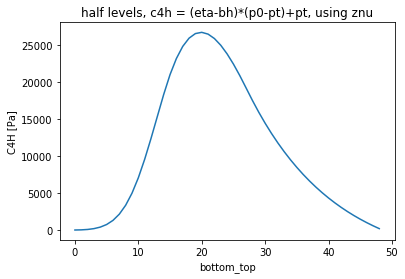 half levels, c4h = (eta-bh)*(p0-pt)+pt, using znu
C4H [Pa]
25000
20000
15000
10000
5000
0
0 10 20 30 40 50
bottom_top